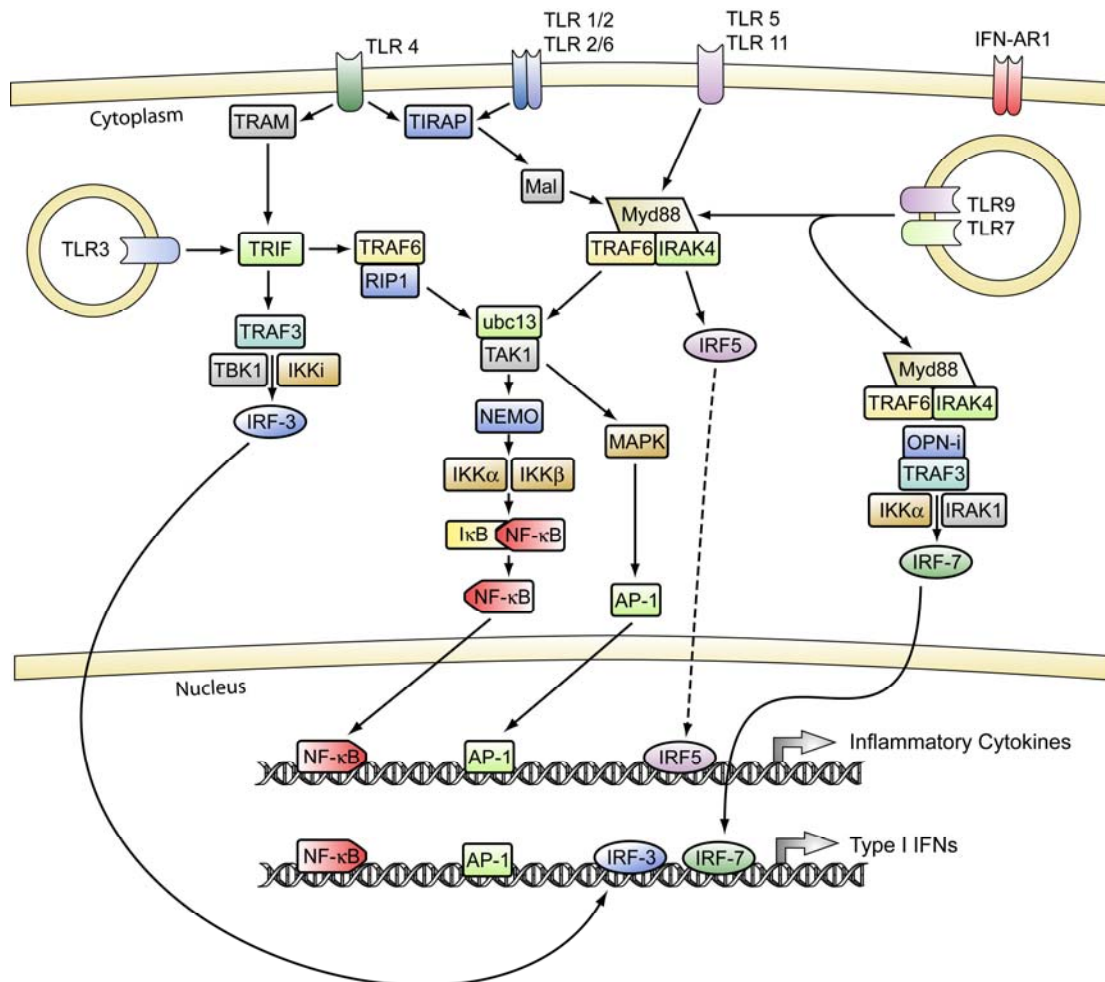 TLR 4
TLR 1/2
TLR 2/6
TLR 5
TLR 11
IFN-AR1
Cytoplasm
TRAM
TIRAP
Mal
Myd88
TRAF6
IRAK4
TLR9
TLR7
TLR3
TRIF
TRAF6
RIP1
ubc13
TAK1
IRF5
TRAF3
TBK1
IKKi
IRF-3
NEMO
MAPK
IKKα
IKKβ
IκB
NF-κB
NF-κB
AP-1
Myd88
TRAF6
IRAK4
OPN-i
TRAF3
IKKα
IRAK1
IRF-7
Nucleus
NF-κB
AP-1
IRF5
Inflammatory Cytokines
NF-κB
AP-1
IRF-3
IRF-7
Type I IFNs